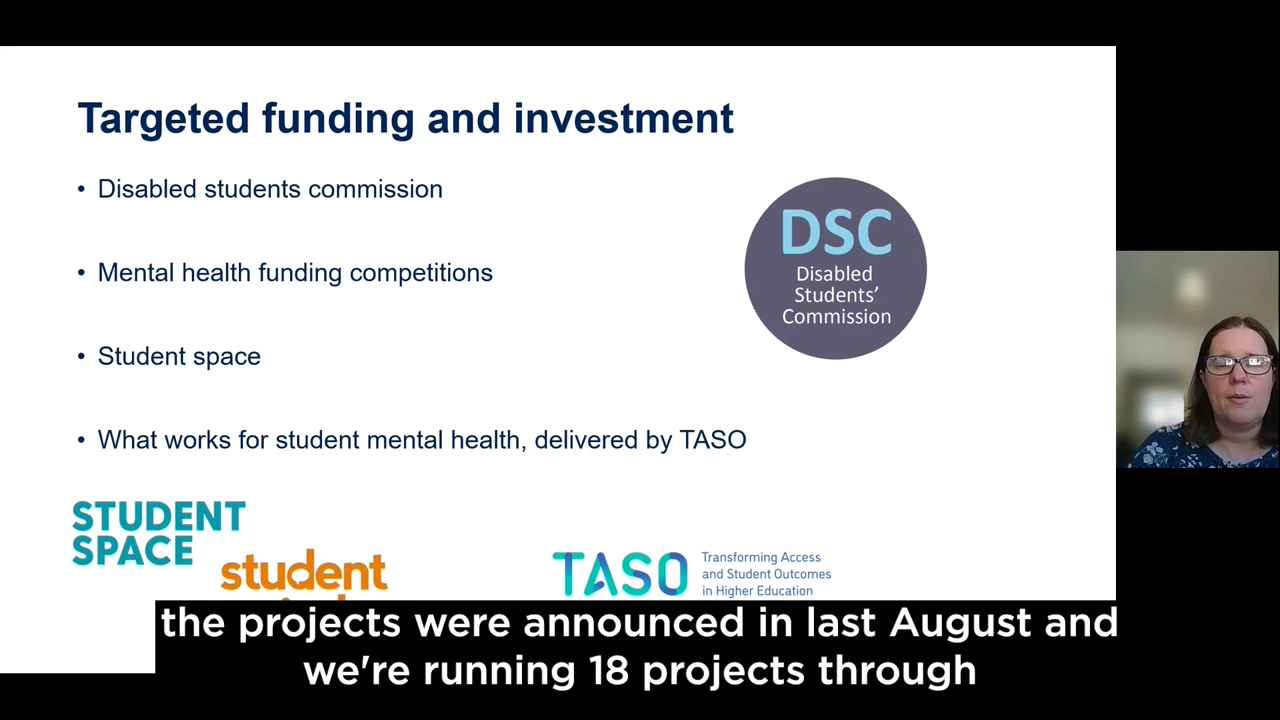 Targeted funding and investment
• Disabled students commission
• Mental health funding competitions
• Student space
• What works for student mental health, delivered by TASO
DSC
Disabled
Students’
Commission
STUDENT
SPACE
student
TASO
Transforming Access
and Student Outcomes
in Higher Education
the projects were announced in last August and
we're running 18 projects through